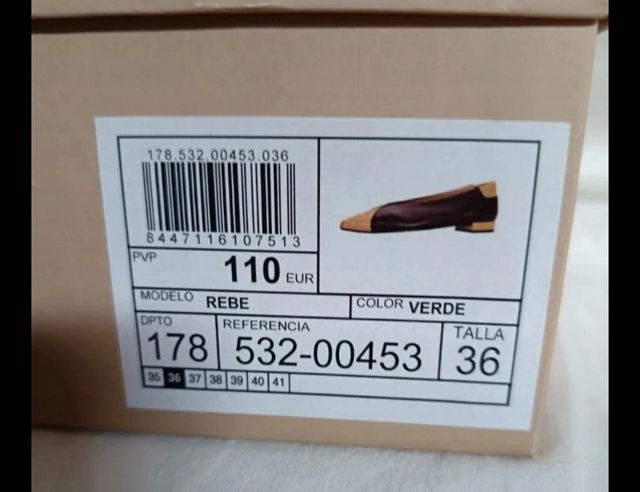 178.532.00453.036
8447116107513
PVP
110 EUR
MODELO REBE
COLOR VERDE
DPTO
178
REFERENCIA
532-00453
TALLA
36
35 36 37 38 39 40 41